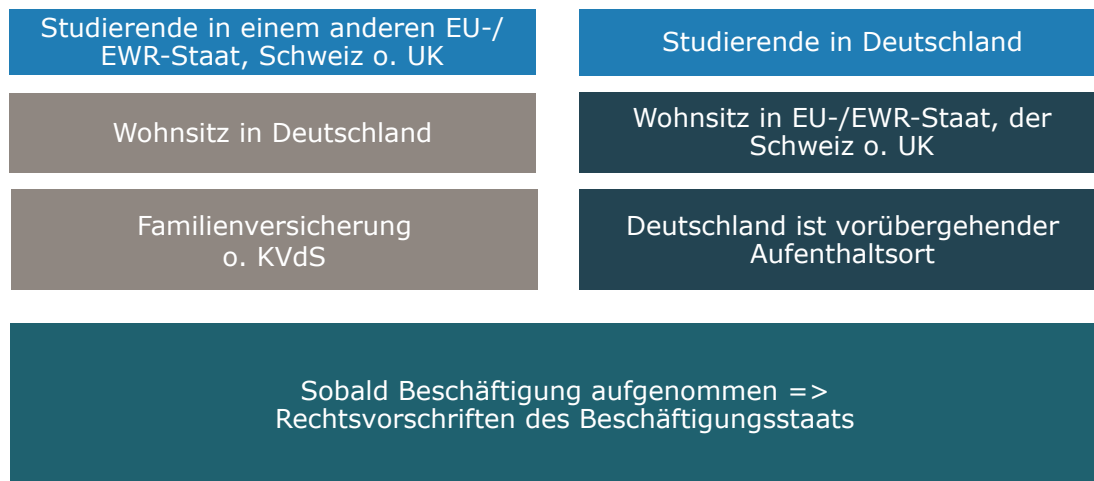 Studierende in einem anderen EU-/
EWR-Staat, Schweiz o. UK
Wohnsitz in Deutschland
Familienversicherung
o. KVdS
Studierende in Deutschland
Wohnsitz in EU-/EWR-Staat, der
Schweiz o. UK
Deutschland ist vorübergehender
Aufenthaltsort
Sobald Beschäftigung aufgenommen =>
Rechtsvorschriften des Beschäftigungsstaats